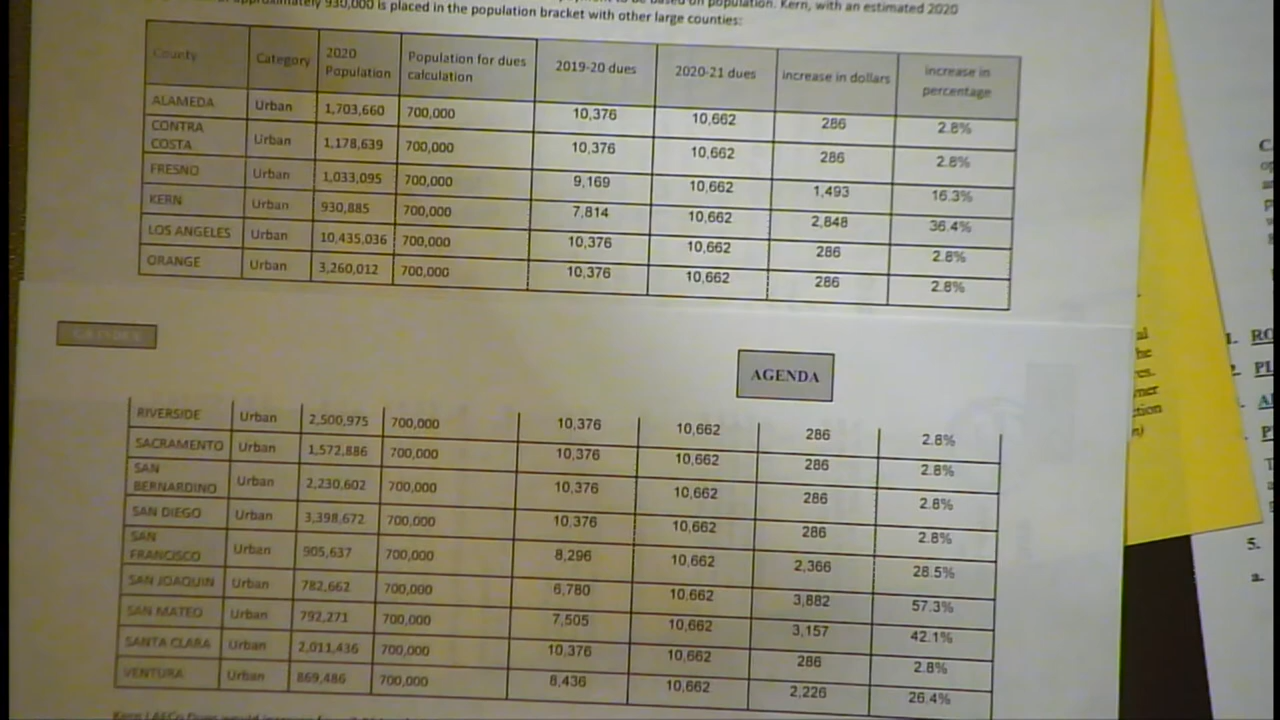 approximately 930,000 is placed in the population bracket with other large counties:
to be based on population. Kern, with an estimated 2020
County Category 2020 Population Population for dues calculation 2019-20 dues 2020-21 dues increase in dollars increase in percentage
ALAMEDA Urban 1,703,660 700,000 10,376 10,662 286 2.8%
CONTRA COSTA Urban 1,178,639 700,000 10,376 10,662 286 2.8%
FRESNO Urban 1,033,095 700,000 9,169 10,662 1,493 16.3%
KERN Urban 930,885 700,000 7,814 10,662 2,848 36.4%
LOS ANGELES Urban 10,435,036 700,000 10,376 10,662 286 2.8%
ORANGE Urban 3,260,012 700,000 10,376 10,662 286 2.8%
AGENDA
RIVERSIDE Urban 2,500,975 700,000 10,376 10,662 286 2.8%
SACRAMENTO Urban 1,572,886 700,000 10,376 10,662 286 2.8%
SAN BERNARDINO Urban 2,230,602 700,000 10,376 10,662 286 2.8%
SAN DIEGO Urban 3,398,672 700,000 10,376 10,662 286 2.8%
SAN FRANCISCO Urban 905,637 700,000 8,296 10,662 2,366 28.5%
SAN JOAQUIN Urban 782,662 700,000 6,780 10,662 3,882 57.3%
SAN MATEO Urban 792,271 700,000 7,505 10,662 3,157 42.1%
SANTA CLARA Urban 2,011,436 700,000 10,376 10,662 286 2.8%
VENTURA Urban 869,486 700,000 8,436 10,662 2,226 26.4%
5.